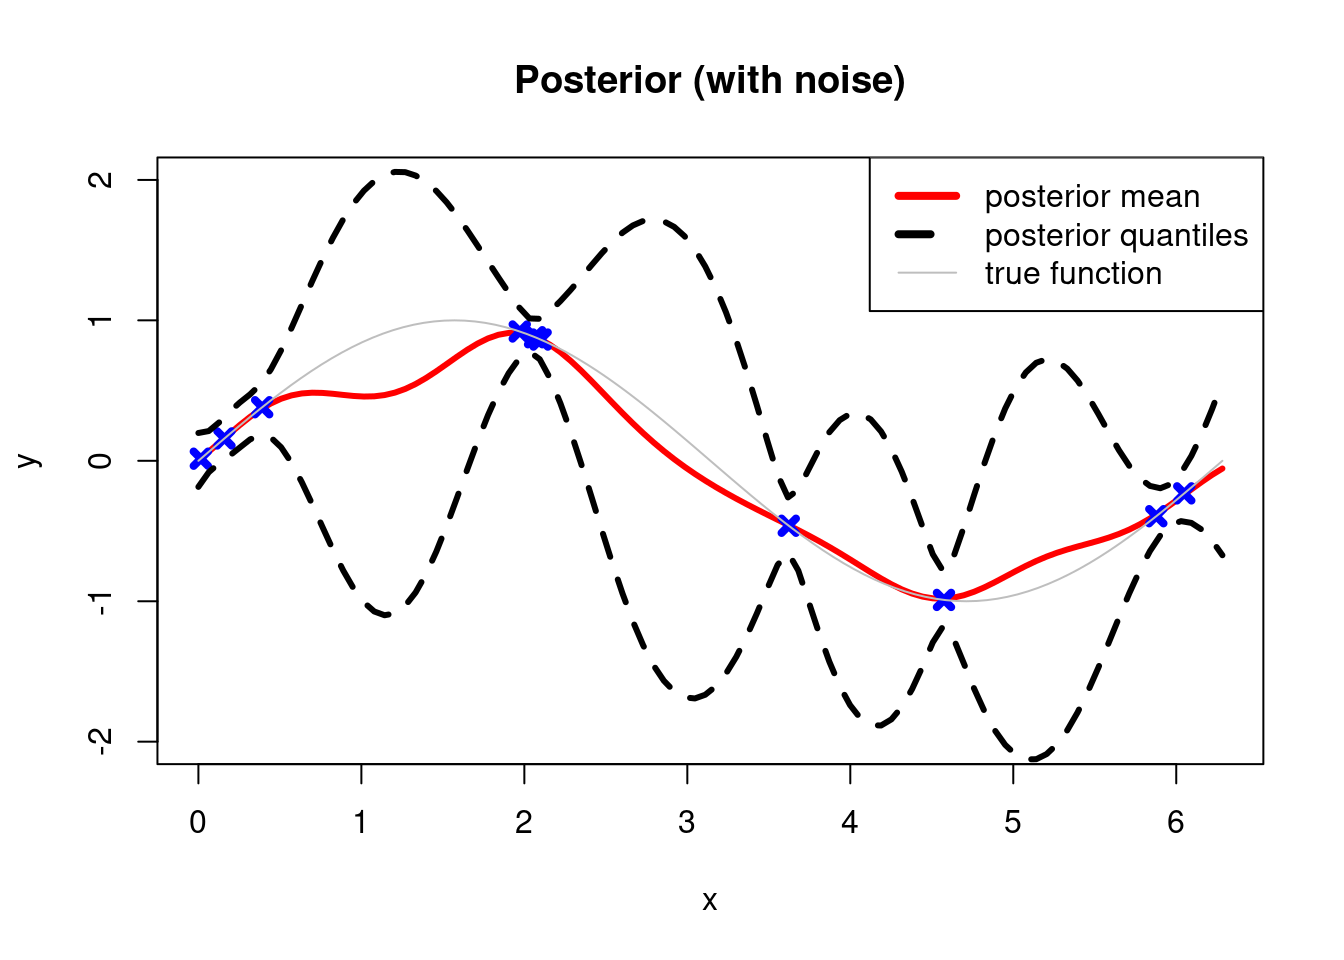 Posterior (with noise)
posterior mean
posterior quantiles
true function
y
2
1
0
-1
-2
0 1 2 3 4 5 6
x